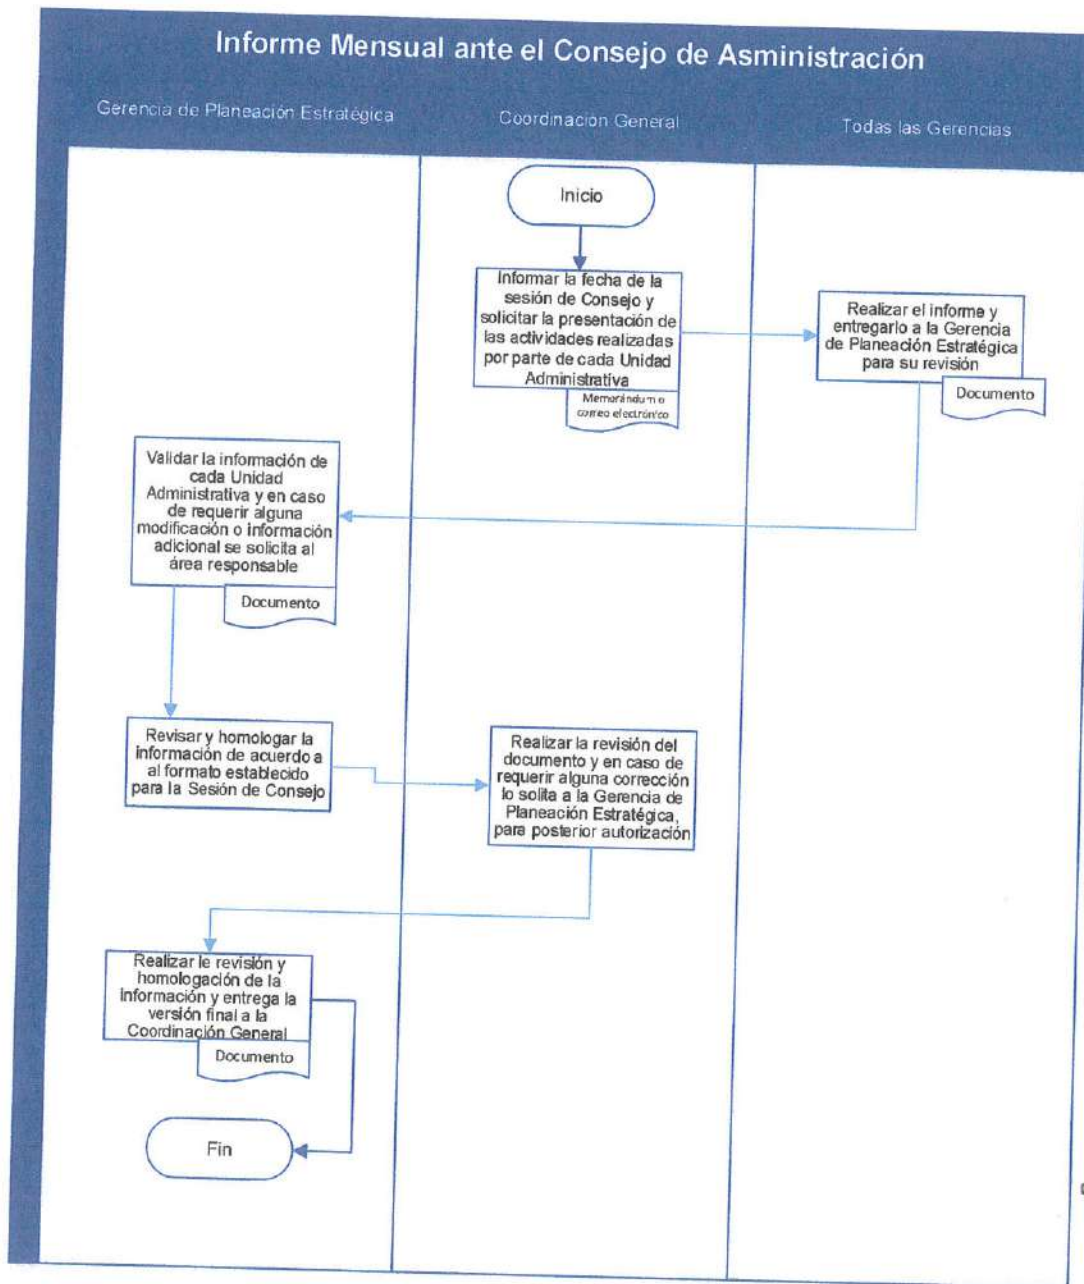 Informe Mensual ante el Consejo de Asministración
Gerencia de Planeación Estratégica
Coordinación General
Todas las Gerencias
Inicio
Informar la fecha de la
sesión de Consejo y
solicitar la presentación de
las actividades realizadas
por parte de cada Unidad
Administrativa
Memorándum o
correo electrónico
Realizar el informe y
entregarlo a la Gerencia
de Planeación Estratégica
para su revisión
Documento
Validar la información de
cada Unidad
Administrativa y en caso
de requerir alguna
modificación o información
adicional se solicita al
área responsable
Documento
Revisar y homologar la
información de acuerdo a
al formato establecido
para la Sesión de Consejo
Realizar la revisión del
documento y en caso de
requerir alguna corrección
lo solita a la Gerencia de
Planeación Estratégica,
para posterior autorización
Realizar le revisión y
homologación de la
información y entrega la
versión final a la
Coordinación General
Documento
Fin